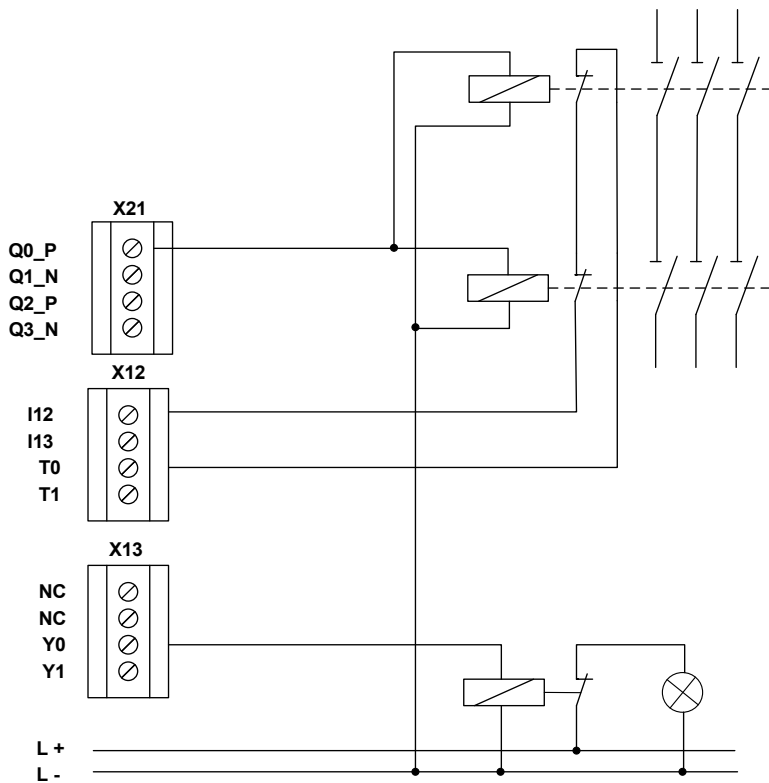 X21
Q0_P
Q1_N
Q2_P
Q3_N
X12
I12
I13
T0
T1
X13
NC
NC
Y0
Y1
L +
L -